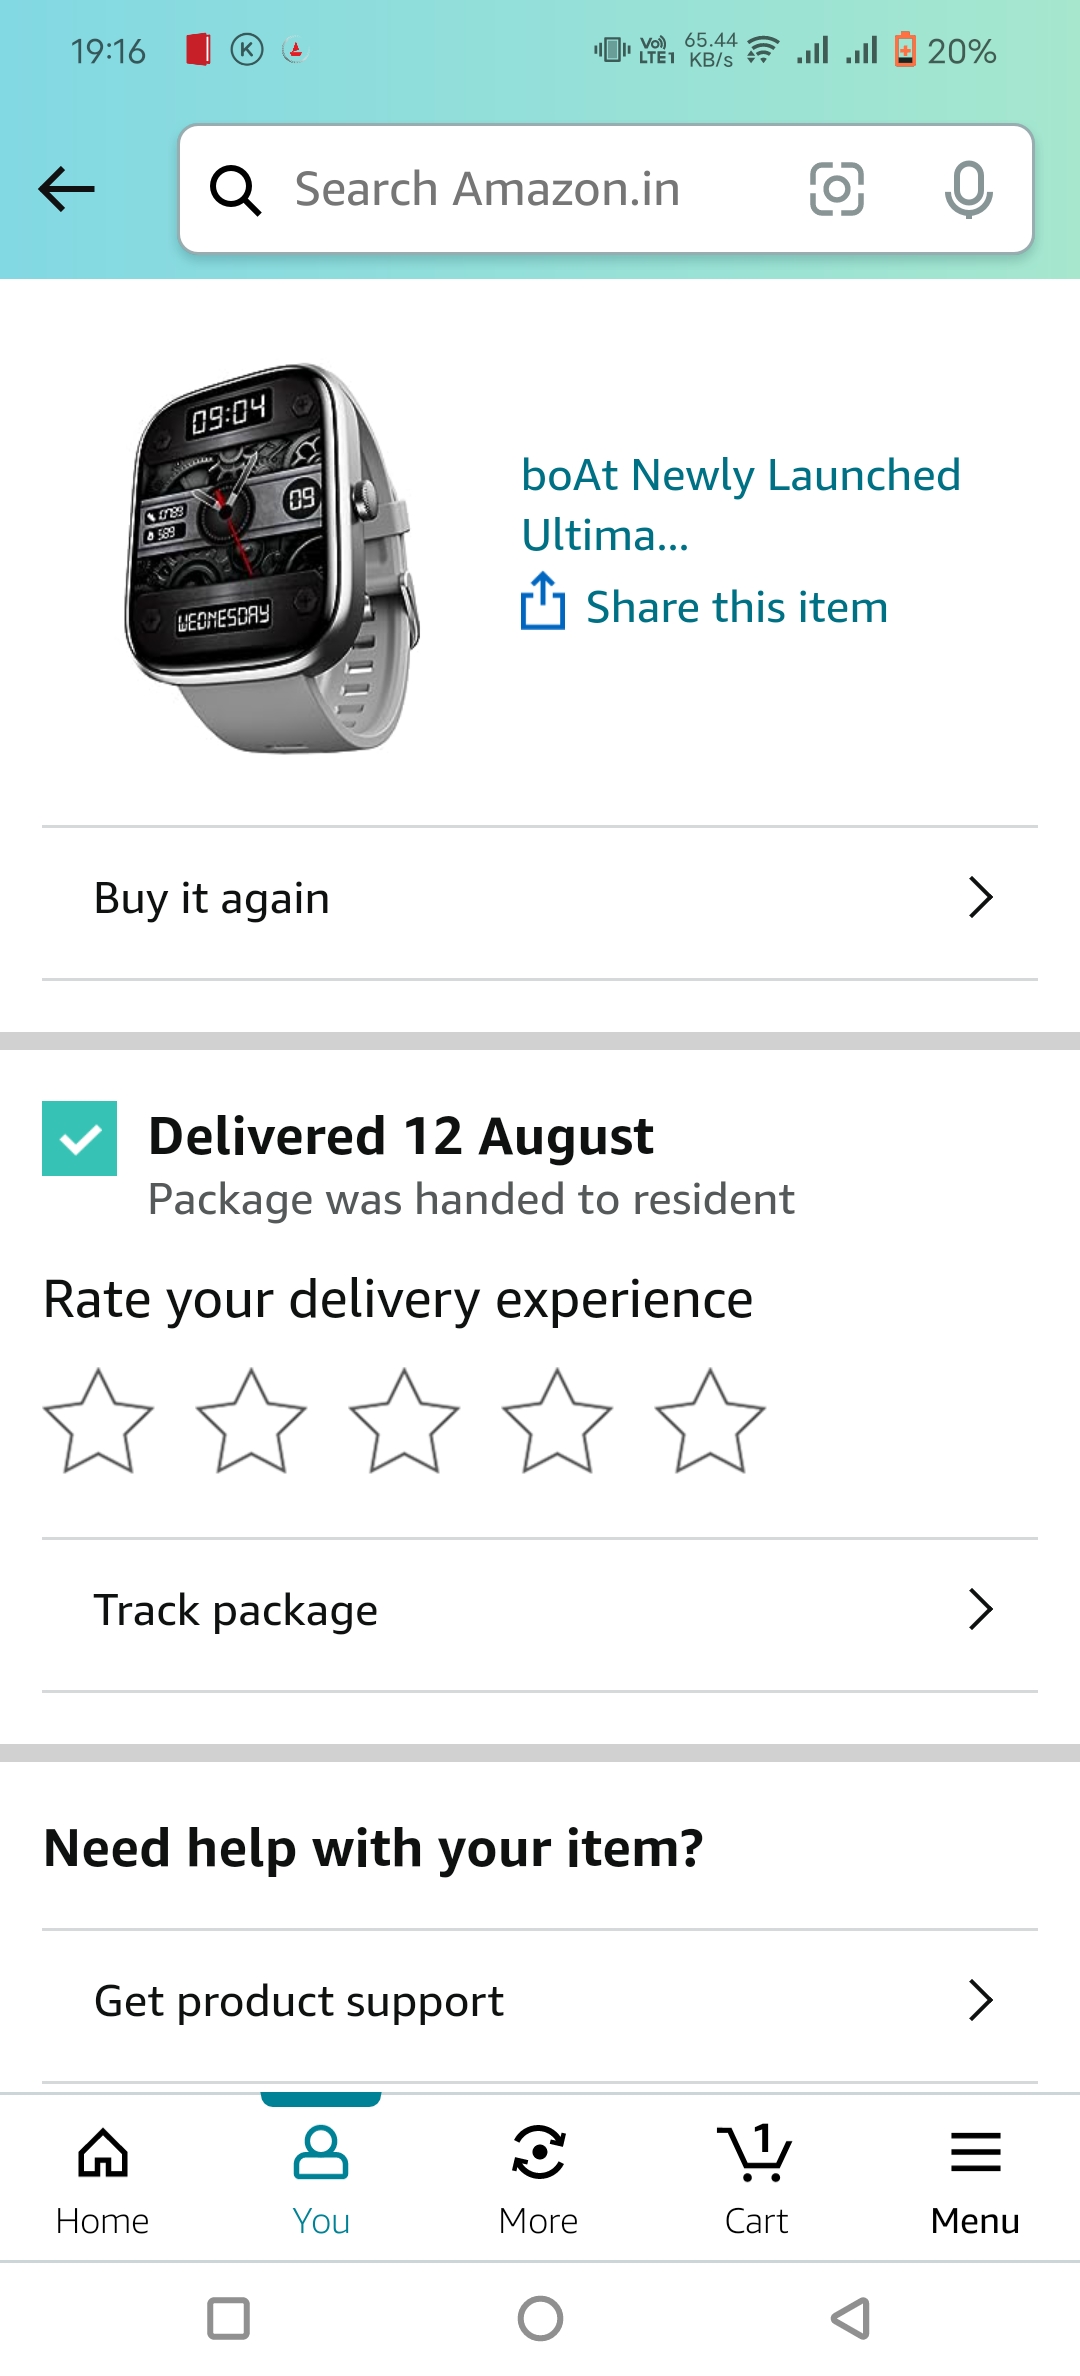 19:16 K Vo) LTE1 65.44 KB/s 20%
Search Amazon.in
09:04
09
WEDNESDAY
boAt Newly Launched
Ultima...
Share this item
Buy it again
Delivered 12 August
Package was handed to resident
Rate your delivery experience
Track package
Need help with your item?
Get product support
1
Home You More Cart Menu